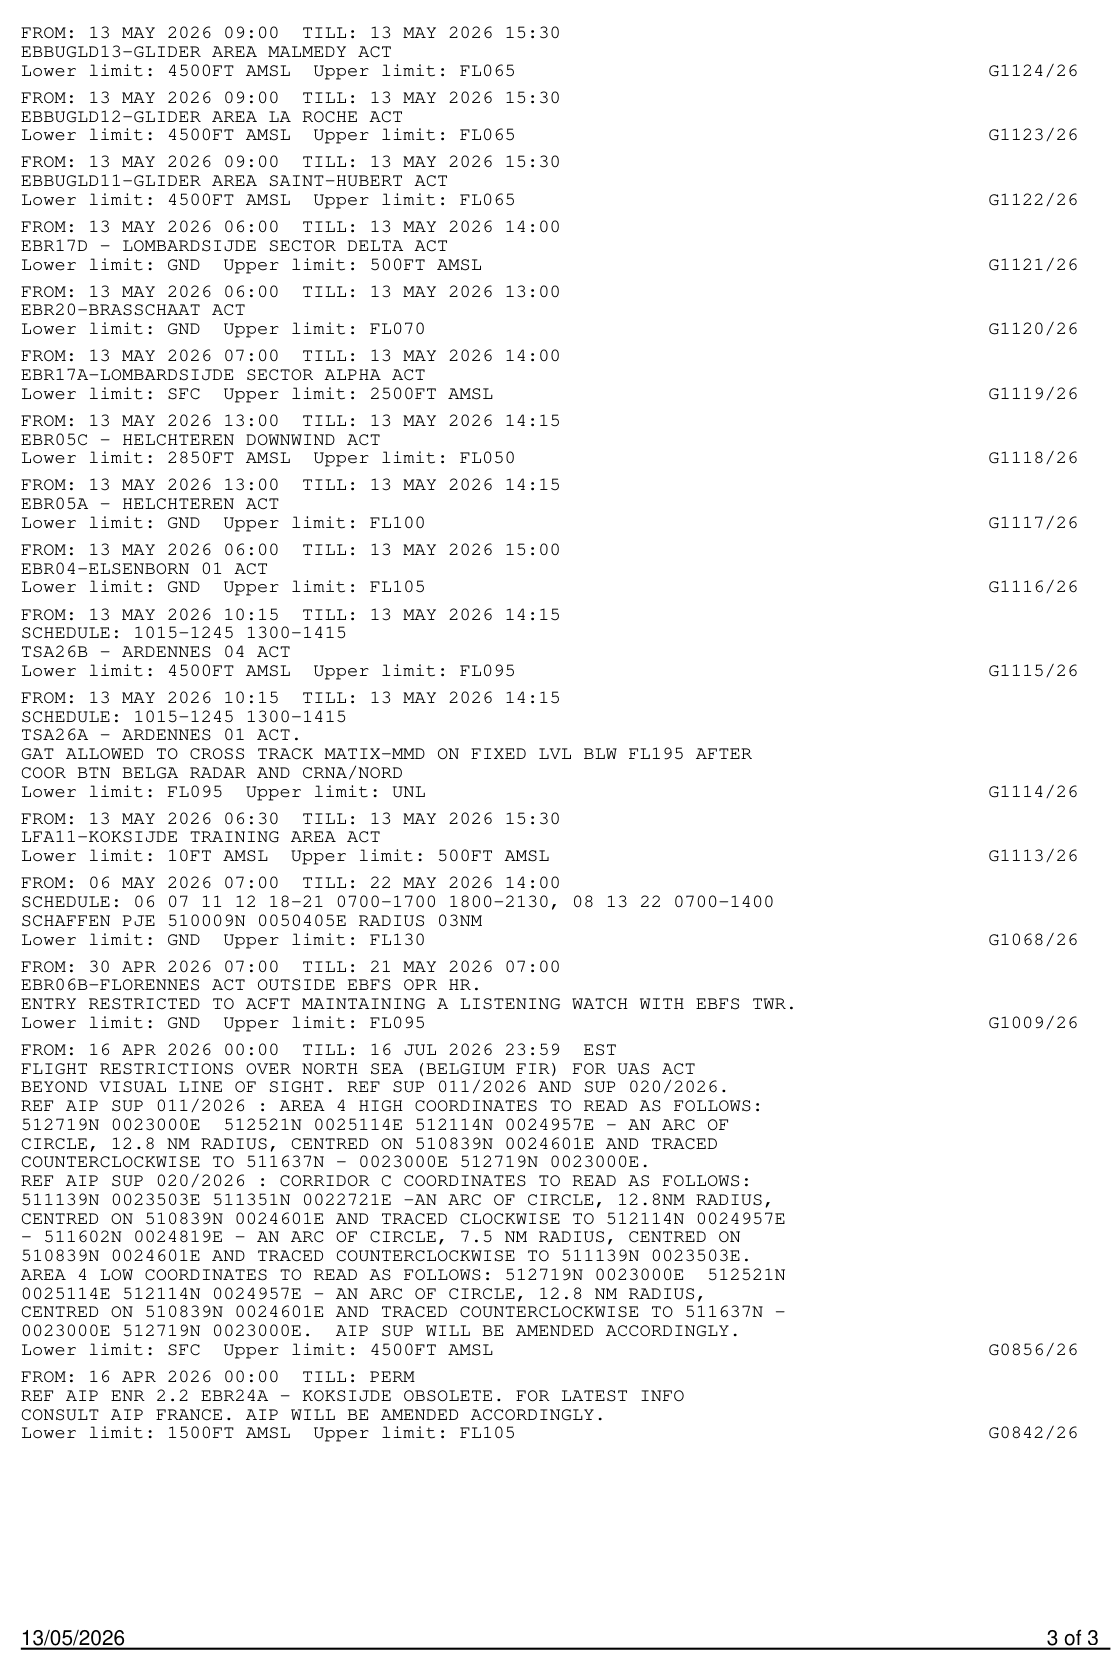 FROM: 13 MAY 2026 09:00  TILL: 13 MAY 2026 15:30
EBBUGLD13-GLIDER AREA MALMEDY ACT
Lower limit: 4500FT AMSL  Upper limit: FL065 G1124/26
FROM: 13 MAY 2026 09:00  TILL: 13 MAY 2026 15:30
EBBUGLD12-GLIDER AREA LA ROCHE ACT
Lower limit: 4500FT AMSL  Upper limit: FL065 G1123/26
FROM: 13 MAY 2026 09:00  TILL: 13 MAY 2026 15:30
EBBUGLD11-GLIDER AREA SAINT-HUBERT ACT
Lower limit: 4500FT AMSL  Upper limit: FL065 G1122/26
FROM: 13 MAY 2026 06:00  TILL: 13 MAY 2026 14:00
EBR17D - LOMBARDSIJDE SECTOR DELTA ACT
Lower limit: GND  Upper limit: 500FT AMSL G1121/26
FROM: 13 MAY 2026 06:00  TILL: 13 MAY 2026 13:00
EBR20-BRASSCHAAT ACT
Lower limit: GND  Upper limit: FL070 G1120/26
FROM: 13 MAY 2026 07:00  TILL: 13 MAY 2026 14:00
EBR17A-LOMBARDSIJDE SECTOR ALPHA ACT
Lower limit: SFC  Upper limit: 2500FT AMSL G1119/26
FROM: 13 MAY 2026 13:00  TILL: 13 MAY 2026 14:15
EBR05C - HELCHTEREN DOWNWIND ACT
Lower limit: 2850FT AMSL  Upper limit: FL050 G1118/26
FROM: 13 MAY 2026 13:00  TILL: 13 MAY 2026 14:15
EBR05A - HELCHTEREN ACT
Lower limit: GND  Upper limit: FL100 G1117/26
FROM: 13 MAY 2026 06:00  TILL: 13 MAY 2026 15:00
EBR04-ELSENBORN 01 ACT
Lower limit: GND  Upper limit: FL105 G1116/26
FROM: 13 MAY 2026 10:15  TILL: 13 MAY 2026 14:15
SCHEDULE: 1015-1245 1300-1415
TSA26B - ARDENNES 04 ACT
Lower limit: 4500FT AMSL  Upper limit: FL095 G1115/26
FROM: 13 MAY 2026 10:15  TILL: 13 MAY 2026 14:15
SCHEDULE: 1015-1245 1300-1415
TSA26A - ARDENNES 01 ACT.
GAT ALLOWED TO CROSS TRACK MATIX-MMD ON FIXED LVL BLW FL195 AFTER
COOR BTN BELGA RADAR AND CRNA/NORD
Lower limit: FL095  Upper limit: UNL G1114/26
FROM: 13 MAY 2026 06:30  TILL: 13 MAY 2026 15:30
LFA11-KOKSIJDE TRAINING AREA ACT
Lower limit: 10FT AMSL  Upper limit: 500FT AMSL G1113/26
FROM: 06 MAY 2026 07:00  TILL: 22 MAY 2026 14:00
SCHEDULE: 06 07 11 12 18-21 0700-1700 1800-2130, 08 13 22 0700-1400
SCHAFFEN PJE 510009N 0050405E RADIUS 03NM
Lower limit: GND  Upper limit: FL130 G1068/26
FROM: 30 APR 2026 07:00  TILL: 21 MAY 2026 07:00
EBR06B-FLORENNES ACT OUTSIDE EBFS OPR HR.
ENTRY RESTRICTED TO ACFT MAINTAINING A LISTENING WATCH WITH EBFS TWR.
Lower limit: GND  Upper limit: FL095 G1009/26
FROM: 16 APR 2026 00:00  TILL: 16 JUL 2026 23:59  EST
FLIGHT RESTRICTIONS OVER NORTH SEA (BELGIUM FIR) FOR UAS ACT
BEYOND VISUAL LINE OF SIGHT. REF SUP 011/2026 AND SUP 020/2026.
REF AIP SUP 011/2026 : AREA 4 HIGH COORDINATES TO READ AS FOLLOWS:
512719N 0023000E  512521N 0025114E 512114N 0024957E - AN ARC OF
CIRCLE, 12.8 NM RADIUS, CENTRED ON 510839N 0024601E AND TRACED
COUNTERCLOCKWISE TO 511637N - 0023000E 512719N 0023000E.
REF AIP SUP 020/2026 : CORRIDOR C COORDINATES TO READ AS FOLLOWS:
511139N 0023503E 511351N 0022721E -AN ARC OF CIRCLE, 12.8NM RADIUS,
CENTRED ON 510839N 0024601E AND TRACED CLOCKWISE TO 512114N 0024957E
- 511602N 0024819E - AN ARC OF CIRCLE, 7.5 NM RADIUS, CENTRED ON
510839N 0024601E AND TRACED COUNTERCLOCKWISE TO 511139N 0023503E.
AREA 4 LOW COORDINATES TO READ AS FOLLOWS: 512719N 0023000E  512521N
0025114E 512114N 0024957E - AN ARC OF CIRCLE, 12.8 NM RADIUS,
CENTRED ON 510839N 0024601E AND TRACED COUNTERCLOCKWISE TO 511637N -
0023000E 512719N 0023000E.  AIP SUP WILL BE AMENDED ACCORDINGLY.
Lower limit: SFC  Upper limit: 4500FT AMSL G0856/26
FROM: 16 APR 2026 00:00  TILL: PERM
REF AIP ENR 2.2 EBR24A - KOKSIJDE OBSOLETE. FOR LATEST INFO
CONSULT AIP FRANCE. AIP WILL BE AMENDED ACCORDINGLY.
Lower limit: 1500FT AMSL  Upper limit: FL105 G0842/26
13/05/2026 3 of 3